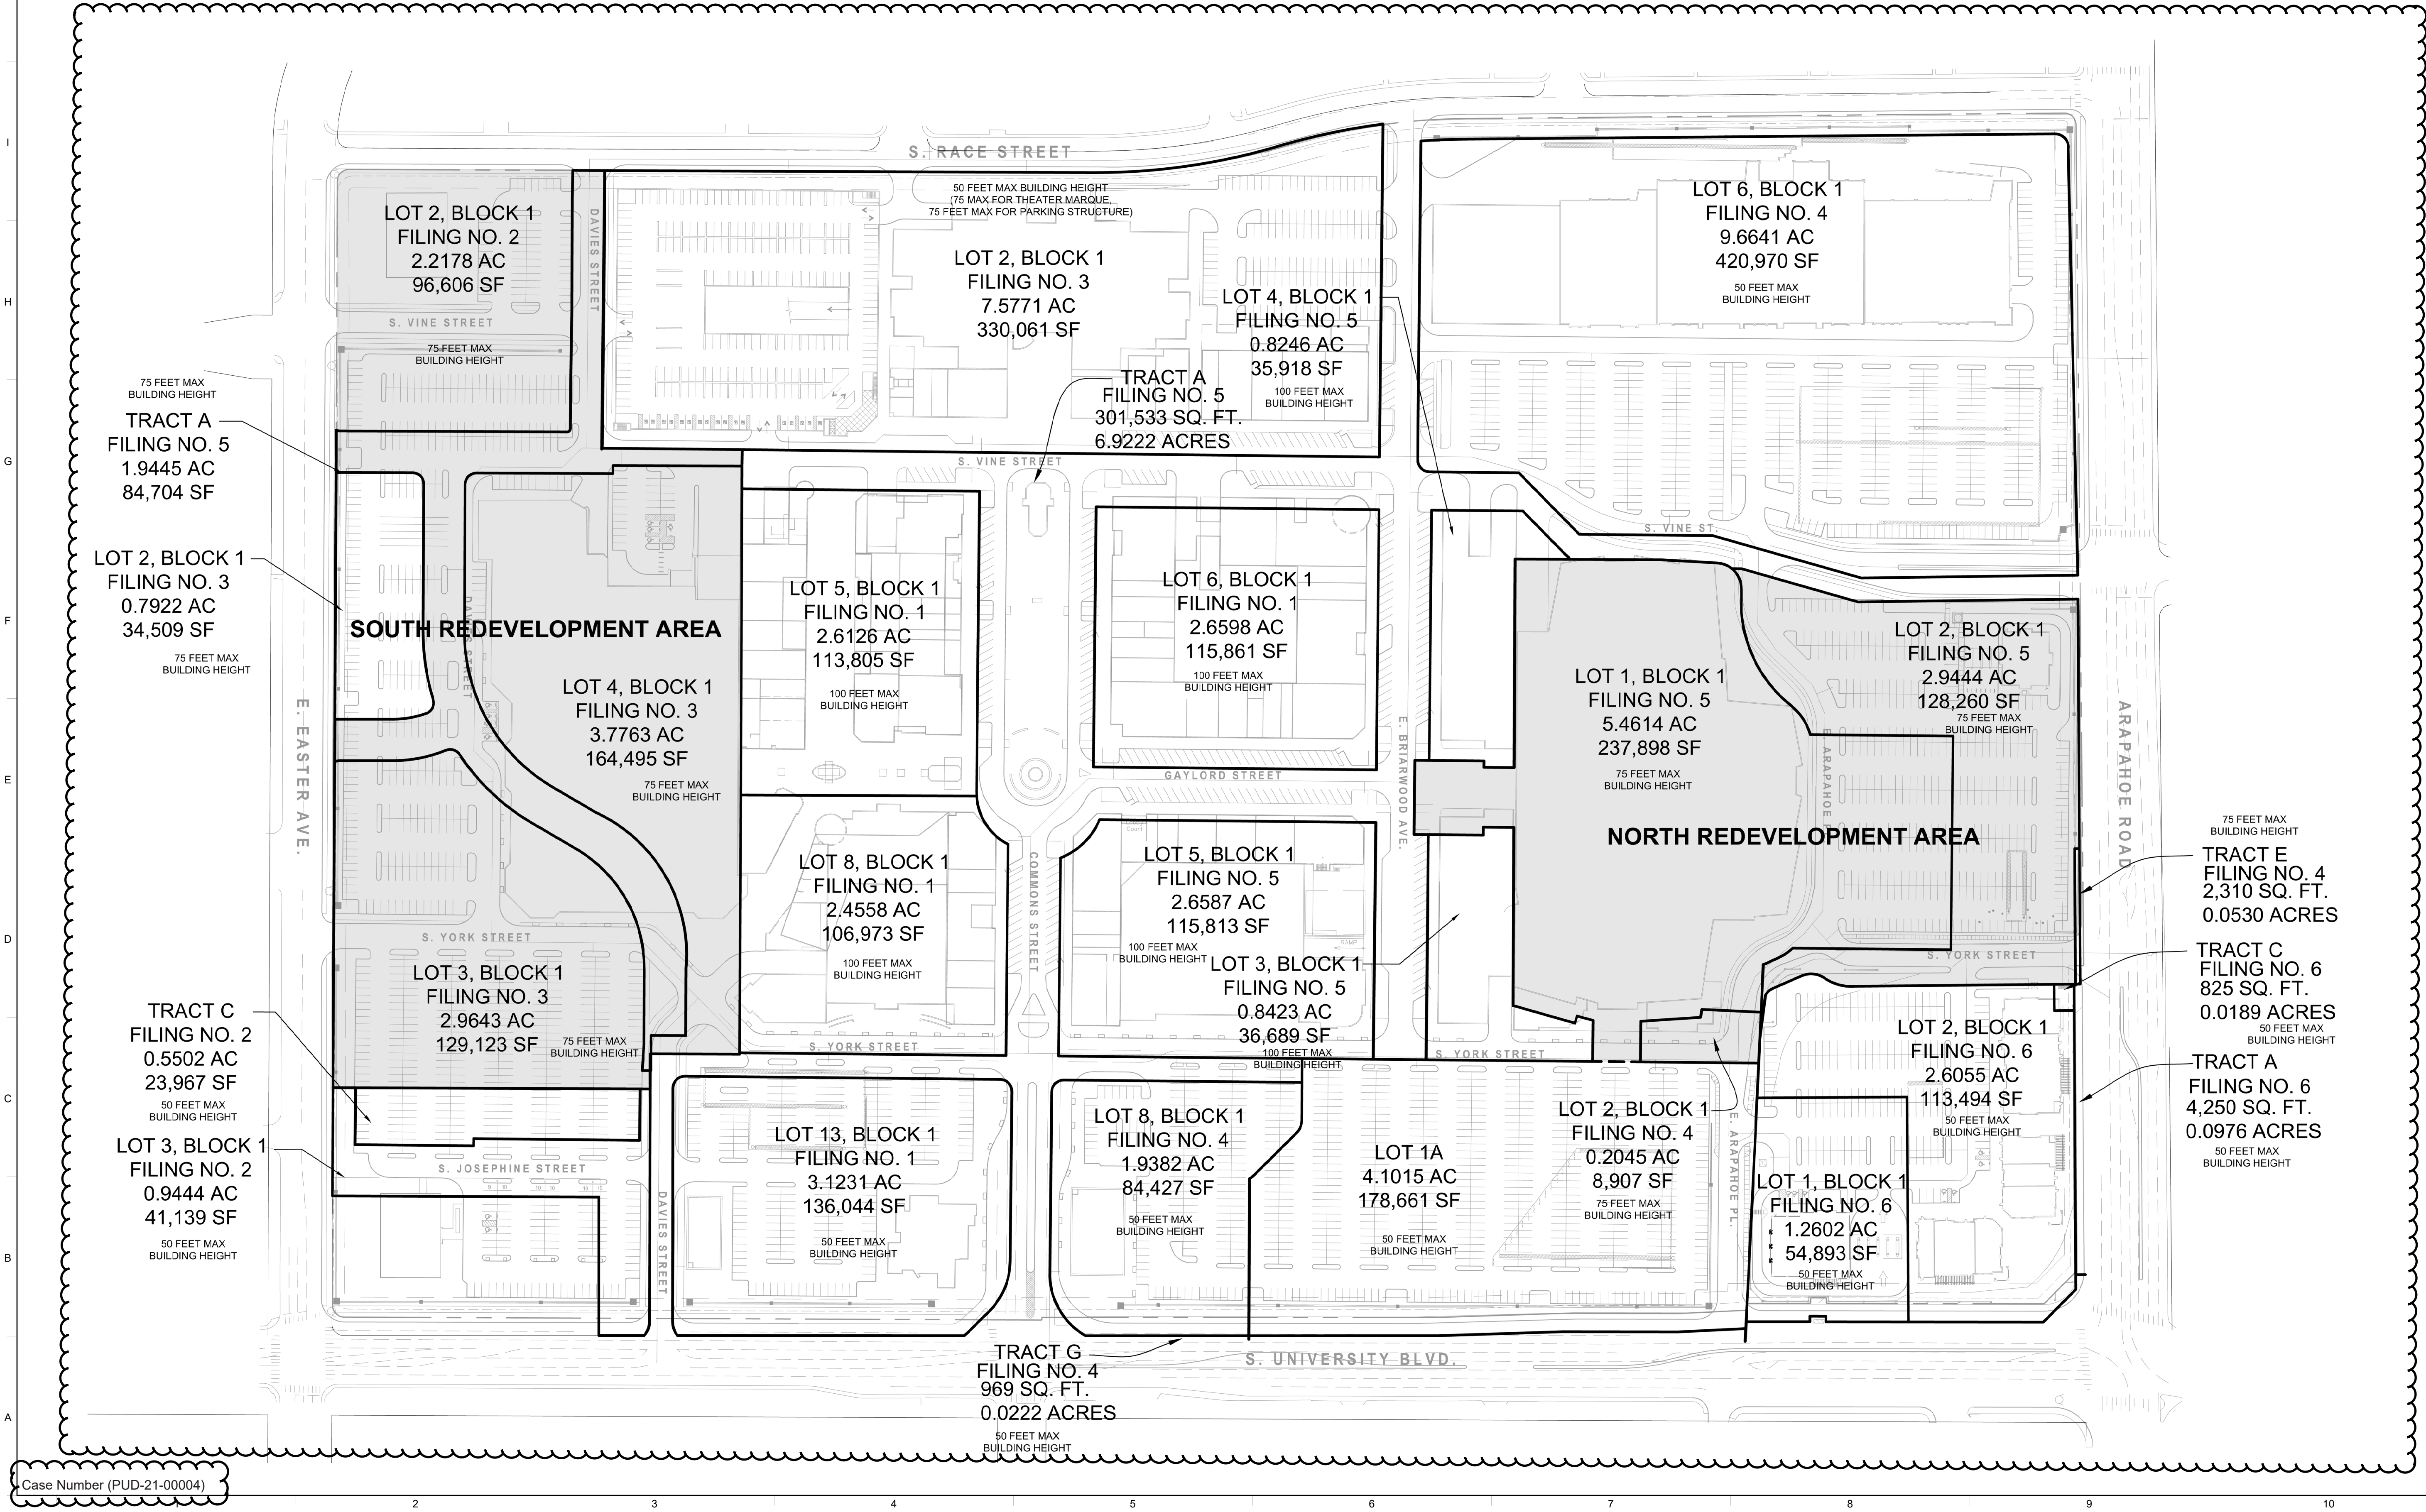 I
H
G
F
E
D
C
B
A
S. RACE STREET
LOT 2, BLOCK 1
FILING NO. 2
2.2178 AC
96,606 SF
S. VINE STREET
75 FEET MAX
BUILDING HEIGHT
DAVIES STREET
50 FEET MAX BUILDING HEIGHT
(75 MAX FOR THEATER MARQUE,
75 FEET MAX FOR PARKING STRUCTURE)
LOT 2, BLOCK 1
FILING NO. 3
7.5771 AC
330,061 SF
LOT 4, BLOCK 1
FILING NO. 5
0.8246 AC
35,918 SF
100 FEET MAX
BUILDING HEIGHT
LOT 6, BLOCK 1
FILING NO. 4
9.6641 AC
420,970 SF
50 FEET MAX
BUILDING HEIGHT
TRACT A
FILING NO. 5
301,533 SQ. FT.
6.9222 ACRES
S. VINE STREET
75 FEET MAX
BUILDING HEIGHT
TRACT A
FILING NO. 5
1.9445 AC
84,704 SF
LOT 2, BLOCK 1
FILING NO. 3
0.7922 AC
34,509 SF
75 FEET MAX
BUILDING HEIGHT
E. EASTER AVE.
DAVIES STREET
SOUTH REDEVELOPMENT AREA
LOT 4, BLOCK 1
FILING NO. 3
3.7763 AC
164,495 SF
75 FEET MAX
BUILDING HEIGHT
LOT 5, BLOCK 1
FILING NO. 1
2.6126 AC
113,805 SF
100 FEET MAX
BUILDING HEIGHT
LOT 6, BLOCK 1
FILING NO. 1
2.6598 AC
115,861 SF
100 FEET MAX
BUILDING HEIGHT
GAYLORD STREET
E. BRIARWOOD AVE.
S. VINE ST
LOT 1, BLOCK 1
FILING NO. 5
5.4614 AC
237,898 SF
75 FEET MAX
BUILDING HEIGHT
LOT 2, BLOCK 1
FILING NO. 5
2.9444 AC
128,260 SF
75 FEET MAX
BUILDING HEIGHT
E. ARAPAHOE P
NORTH REDEVELOPMENT AREA
ARAPAHOE ROAD
75 FEET MAX
BUILDING HEIGHT
TRACT E
FILING NO. 4
2,310 SQ. FT.
0.0530 ACRES
TRACT C
FILING NO. 6
825 SQ. FT.
0.0189 ACRES
50 FEET MAX
BUILDING HEIGHT
TRACT A
FILING NO. 6
4,250 SQ. FT.
0.0976 ACRES
50 FEET MAX
BUILDING HEIGHT
LOT 8, BLOCK 1
FILING NO. 1
2.4558 AC
106,973 SF
100 FEET MAX
BUILDING HEIGHT
COMMONS STREET
Court
LOT 5, BLOCK 1
FILING NO. 5
2.6587 AC
115,813 SF
100 FEET MAX
BUILDING HEIGHT
RAMP
LOT 3, BLOCK 1
FILING NO. 5
0.8423 AC
36,689 SF
100 FEET MAX
BUILDING HEIGHT
S. YORK STREET
LOT 3, BLOCK 1
FILING NO. 3
2.9643 AC
129,123 SF
75 FEET MAX
BUILDING HEIGHT
S. YORK STREET
S. YORK STREET
S. YORK STREET
TRACT C
FILING NO. 2
0.5502 AC
23,967 SF
50 FEET MAX
BUILDING HEIGHT
LOT 3, BLOCK 1
FILING NO. 2
0.9444 AC
41,139 SF
50 FEET MAX
BUILDING HEIGHT
S. JOSEPHINE STREET
DAVIES STREET
LOT 13, BLOCK 1
FILING NO. 1
3.1231 AC
136,044 SF
50 FEET MAX
BUILDING HEIGHT
LOT 8, BLOCK 1
FILING NO. 4
1.9382 AC
84,427 SF
50 FEET MAX
BUILDING HEIGHT
LOT 1A
4.1015 AC
178,661 SF
50 FEET MAX
BUILDING HEIGHT
LOT 2, BLOCK 1
FILING NO. 4
0.2045 AC
8,907 SF
75 FEET MAX
BUILDING HEIGHT
E. ARAPAHOE PL.
LOT 2, BLOCK 1
FILING NO. 6
2.6055 AC
113,494 SF
50 FEET MAX
BUILDING HEIGHT
LOT 1, BLOCK 1
FILING NO. 6
1.2602 AC
54,893 SF
50 FEET MAX
BUILDING HEIGHT
TRACT G
FILING NO. 4
969 SQ. FT.
0.0222 ACRES
50 FEET MAX
BUILDING HEIGHT
S. UNIVERSITY BLVD.
Case Number (PUD-21-00004)
2
3
4
5
6
7
8
9
10